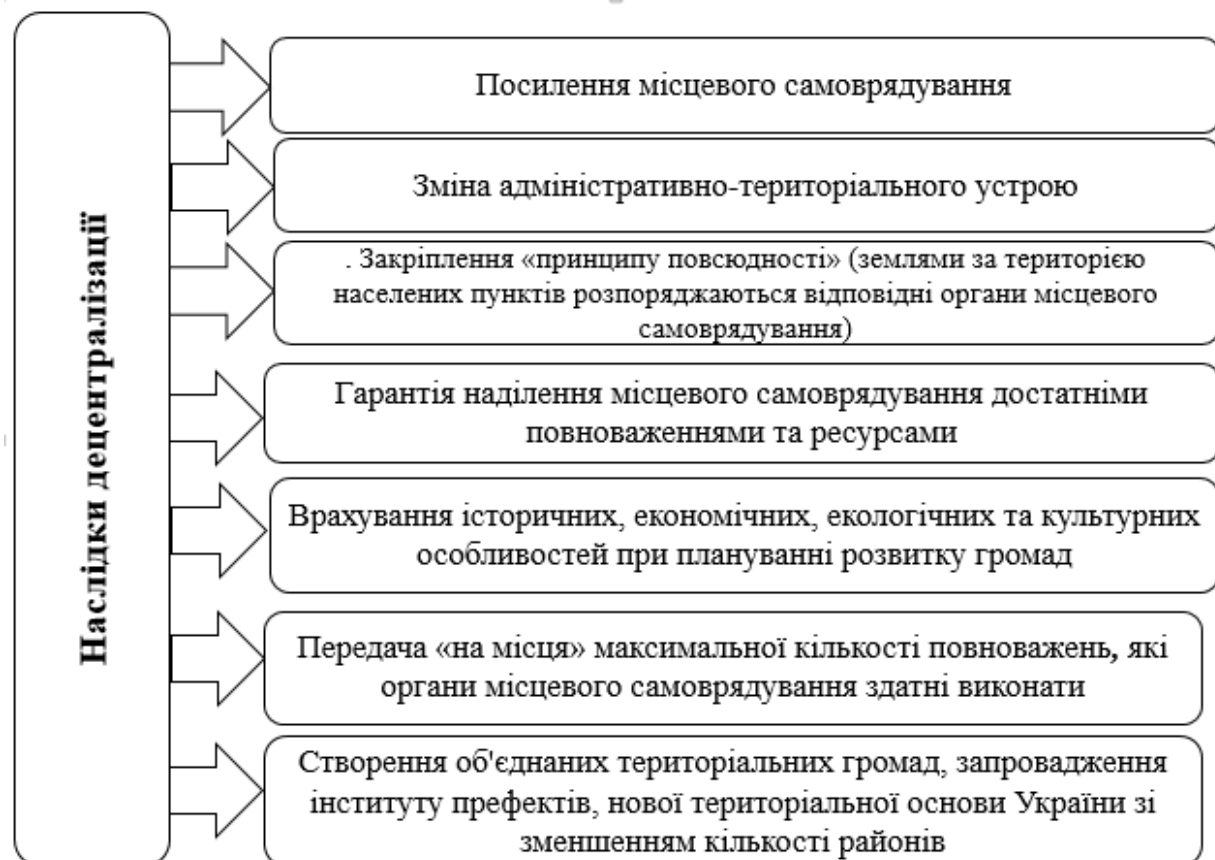 Наслідки децентралізації
Посилення місцевого самоврядування
Зміна адміністративно-територіального устрою
. Закріплення «принципу повсюдності» (землями за територією
населених пунктів розпоряджаються відповідні органи місцевого
самоврядування)
Гарантія наділення місцевого самоврядування достатніми
повноваженнями та ресурсами
Врахування історичних, економічних, екологічних та культурних
особливостей при плануванні розвитку громад
Передача «на місця» максимальної кількості повноважень, які
органи місцевого самоврядування здатні виконати
Створення об'єднаних територіальних громад, запровадження
інституту префектів, нової територіальної основи України зі
зменшенням кількості районів